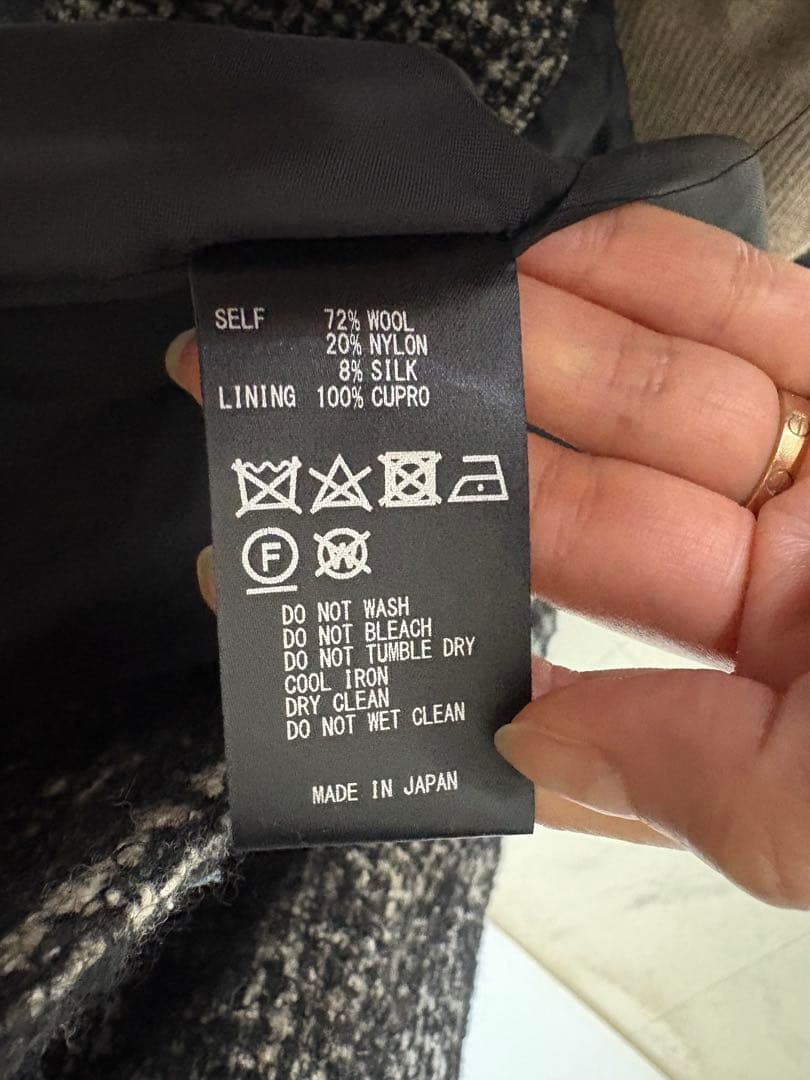 SELF 72% WOOL
20% NYLON
8% SILK
LINING 100% CUPRO
F W
DO NOT WASH
DO NOT BLEACH
DO NOT TUMBLE DRY
COOL IRON
DRY CLEAN
DO NOT WET CLEAN
MADE IN JAPAN